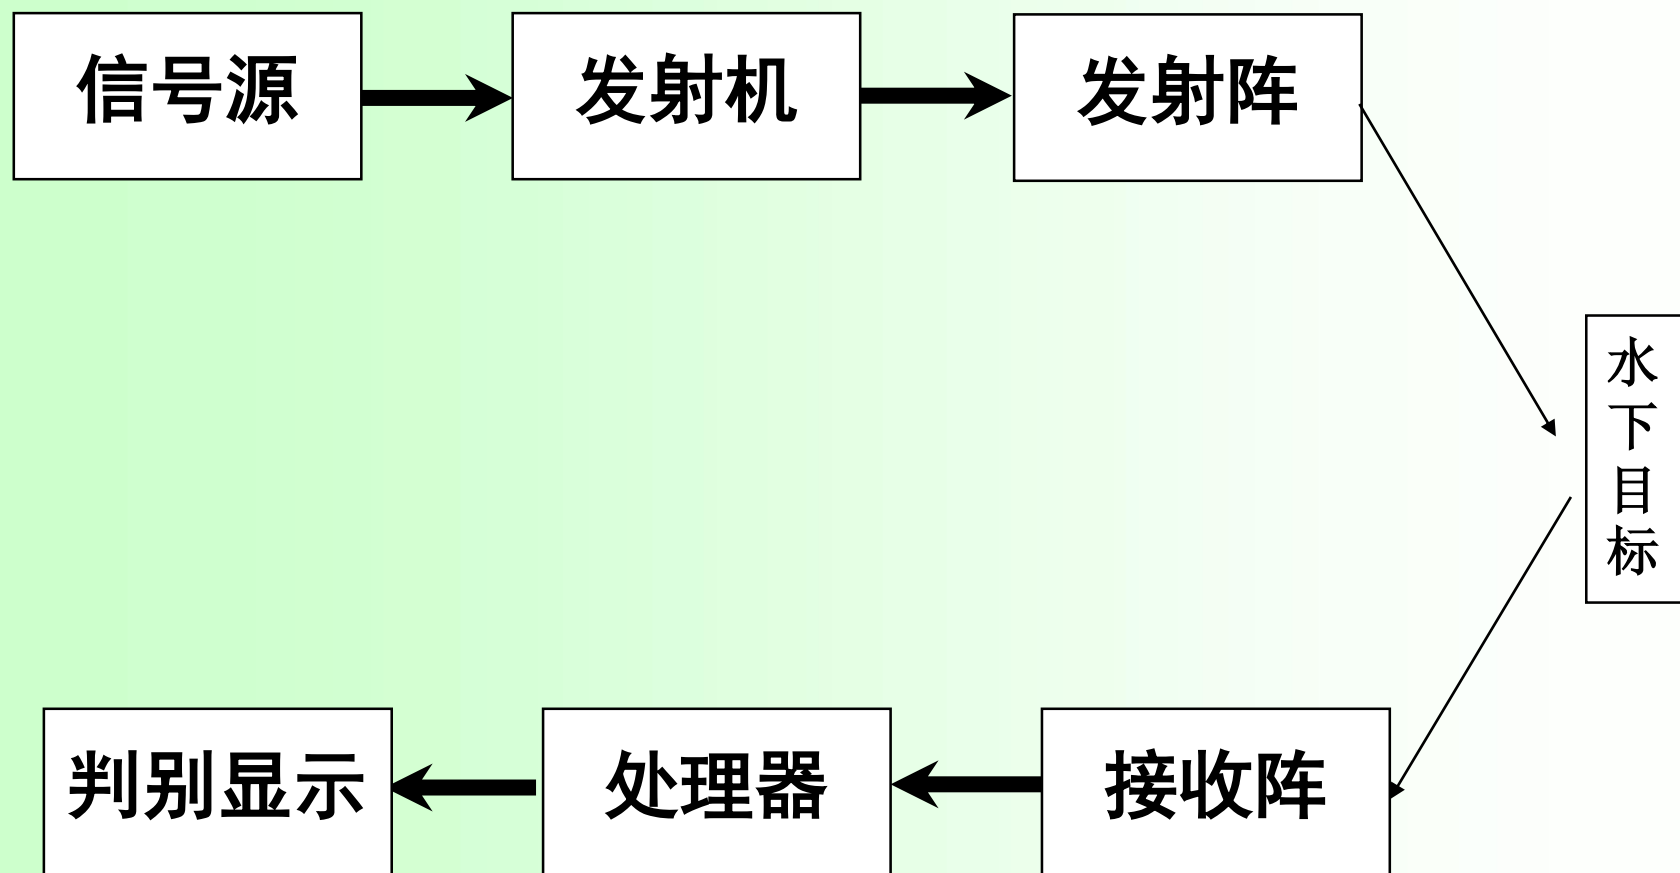 信号源
发射机
发射阵
水
下
目
标
判别显示
处理器
接收阵